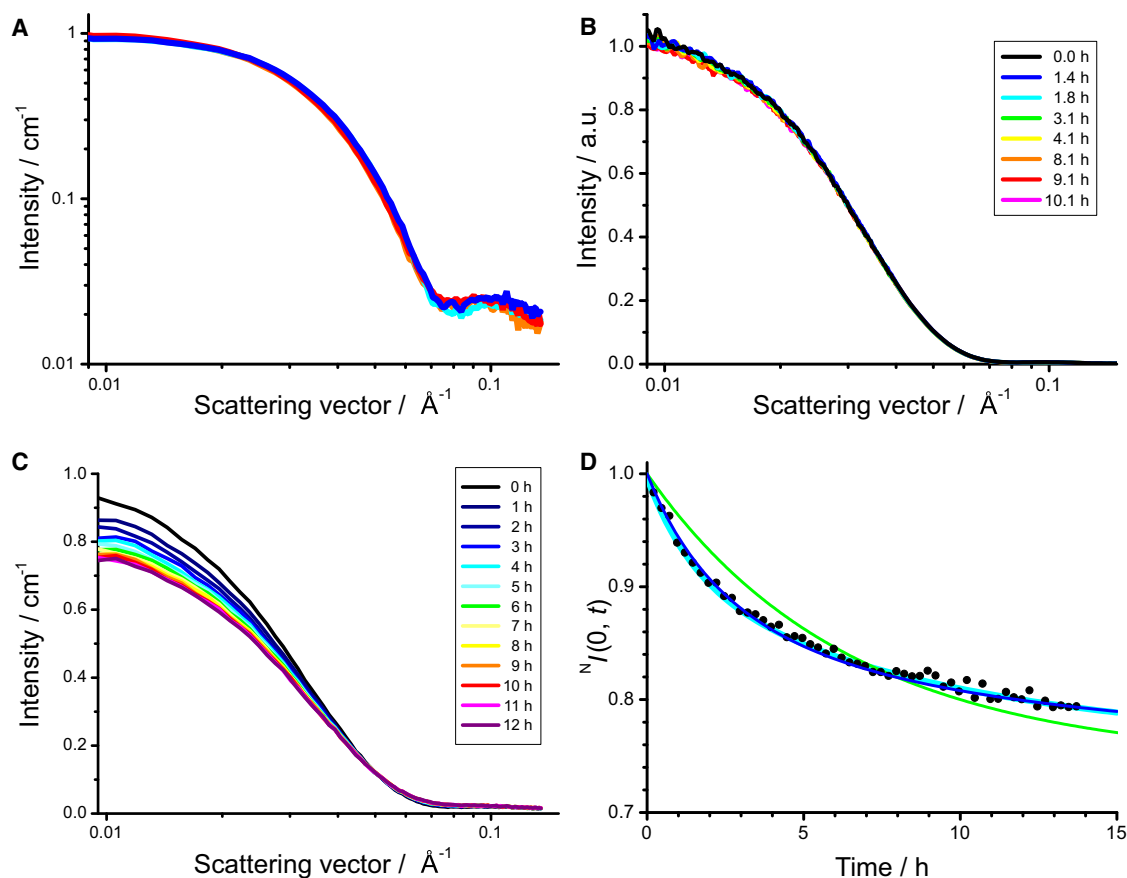 A
Intensity / cm⁻¹
1
0.1
0.01
0.01
0.1
Scattering vector / Å⁻¹
B
Intensity / a.u.
1.0
0.8
0.6
0.4
0.2
0.0
0.01
0.1
Scattering vector / Å⁻¹
0.0 h
1.4 h
1.8 h
3.1 h
4.1 h
8.1 h
9.1 h
10.1 h
C
Intensity / cm⁻¹
1.0
0.8
0.6
0.4
0.2
0.0
0.01
0.1
Scattering vector / Å⁻¹
0 h
1 h
2 h
3 h
4 h
5 h
6 h
7 h
8 h
9 h
10 h
11 h
12 h
D
ᴺI(0, t)
1.0
0.9
0.8
0.7
0
5
10
15
Time / h